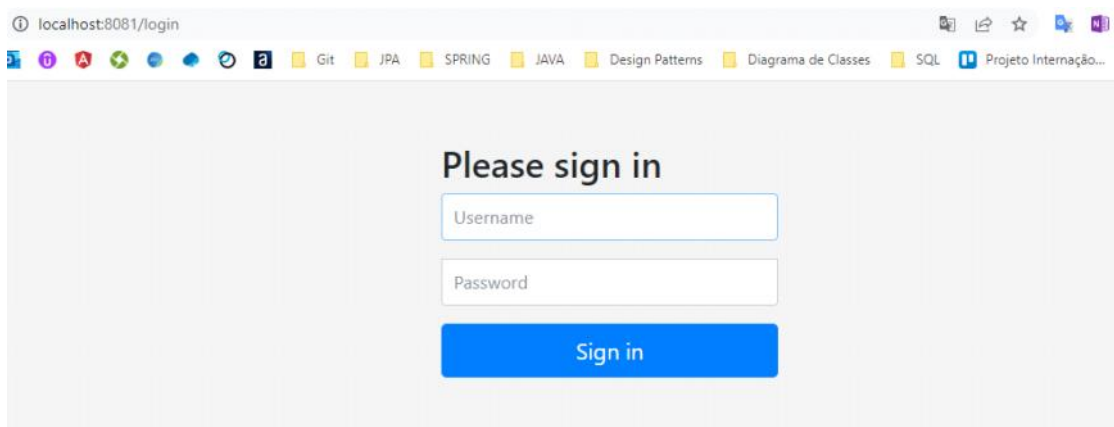 localhost:8081/login
Git JPA SPRING JAVA Design Patterns Diagrama de Classes SQL Projeto Internação...
Please sign in
Username
Password
Sign in